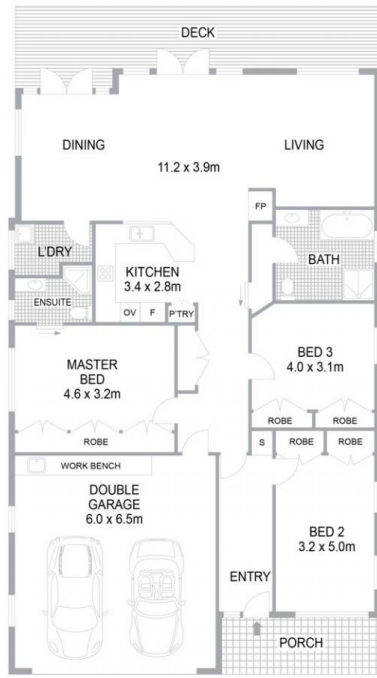 DECK
DINING
LIVING
11.2 x 3.9m
FP
L'DRY
BATH
KITCHEN
3.4 x 2.8m
ENSUITE
OV
F
P'TRY
MASTER
BED
4.6 x 3.2m
BED 3
4.0 x 3.1m
ROBE
ROBE
ROBE
S
ROBE
ROBE
WORK BENCH
DOUBLE
GARAGE
6.0 x 6.5m
BED 2
3.2 x 5.0m
ENTRY
PORCH